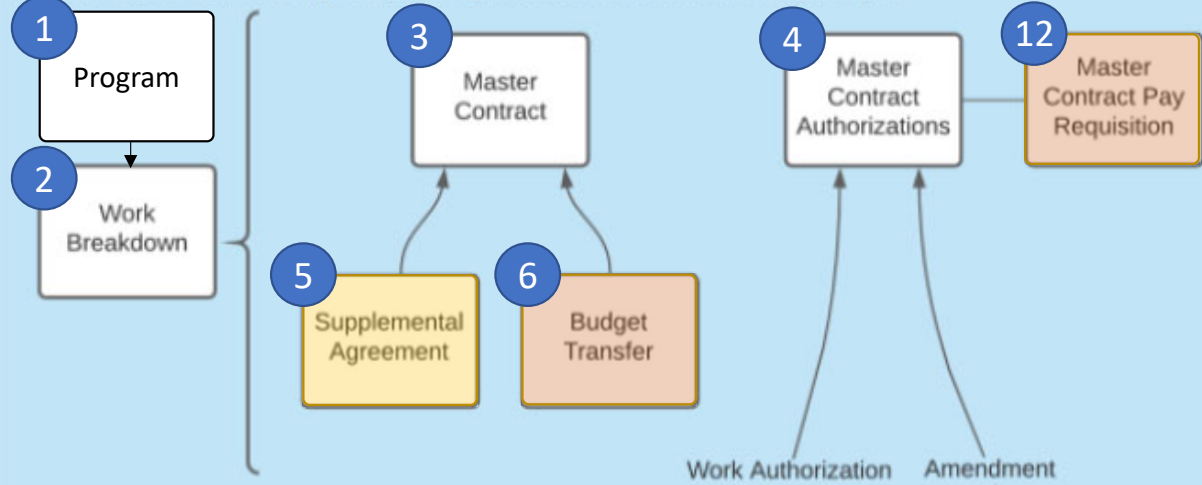 1
Program
2
Work
Breakdown
3
Master
Contract
4
Master
Contract
Authorizations
12
Master
Contract Pay
Requisition
5
Supplemental
Agreement
6
Budget
Transfer
Work Authorization
Amendment